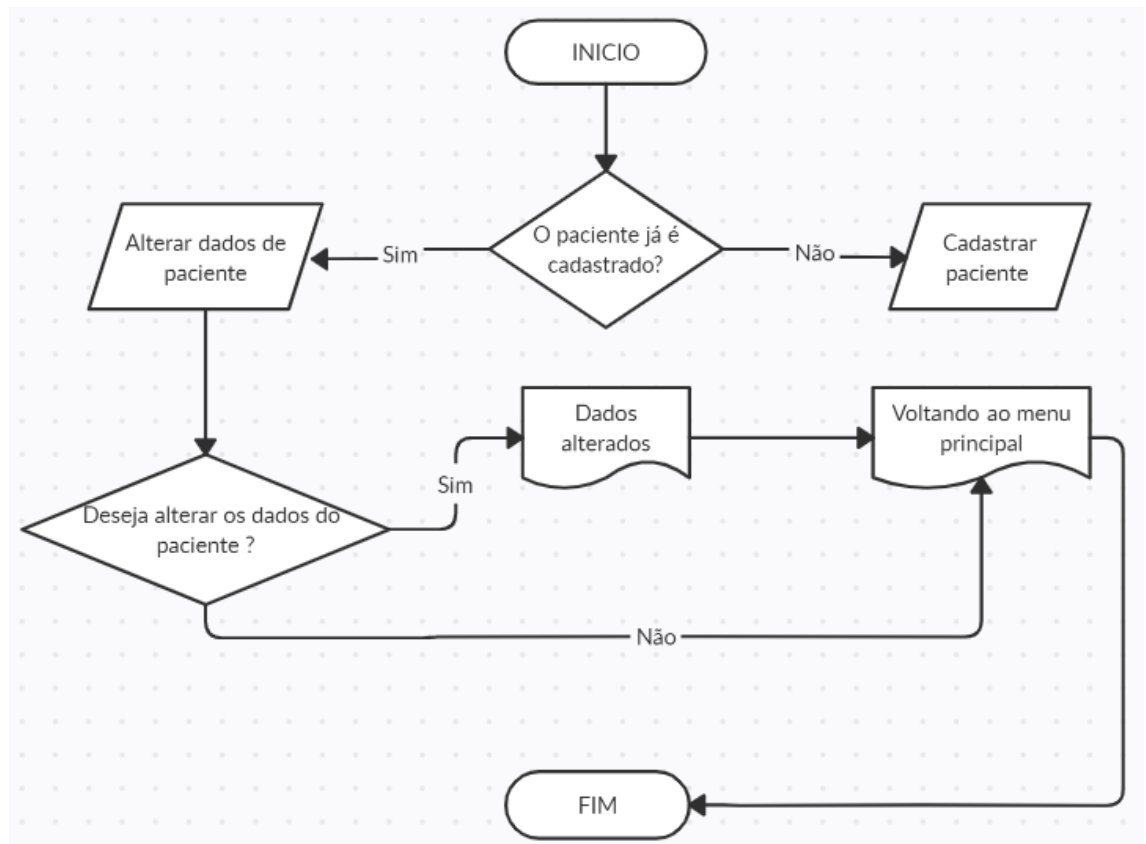 INICIO
O paciente já é
cadastrado?
Sim
Não
Alterar dados de
paciente
Cadastrar
paciente
Dados
alterados
Voltando ao menu
principal
Sim
Deseja alterar os dados do
paciente ?
Não
FIM